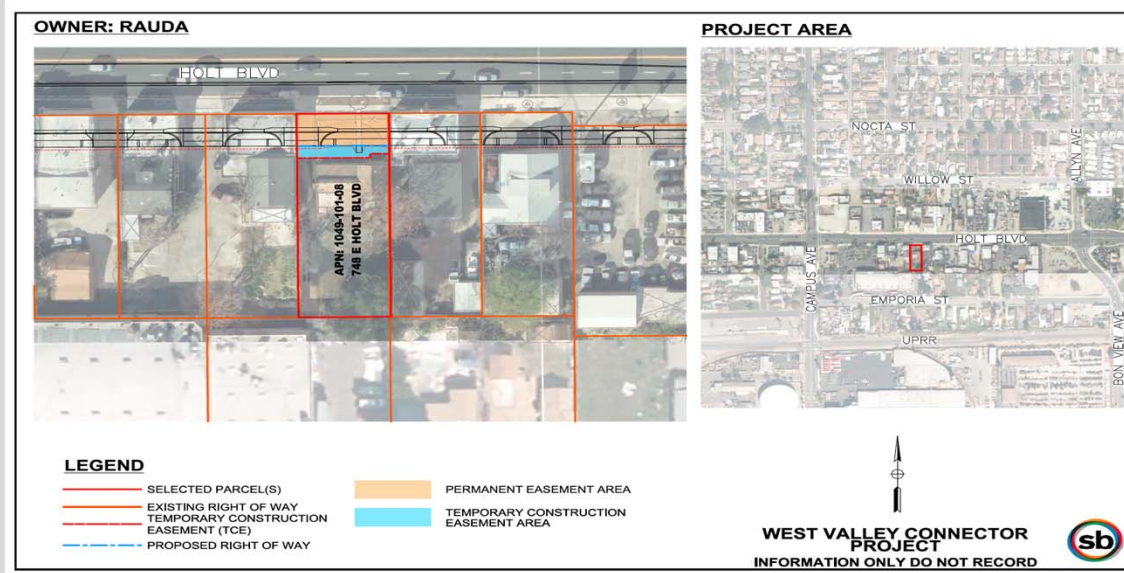 OWNER: RAUDA
HOLT BLVD
APN: 1049-101-08
748 E HOLT BLVD
PROJECT AREA
NOCTA ST
ALLYN AVE
WILLOW ST
HOLT BLVD
CAMPUS AVE
EMPORIA ST
UPRR
BON VIEW AVE
LEGEND
SELECTED PARCEL(S)
EXISTING RIGHT OF WAY
TEMPORARY CONSTRUCTION
EASEMENT (TCE)
PROPOSED RIGHT OF WAY
PERMANENT EASEMENT AREA
TEMPORARY CONSTRUCTION
EASEMENT AREA
WEST VALLEY CONNECTOR
PROJECT
INFORMATION ONLY DO NOT RECORD
sb